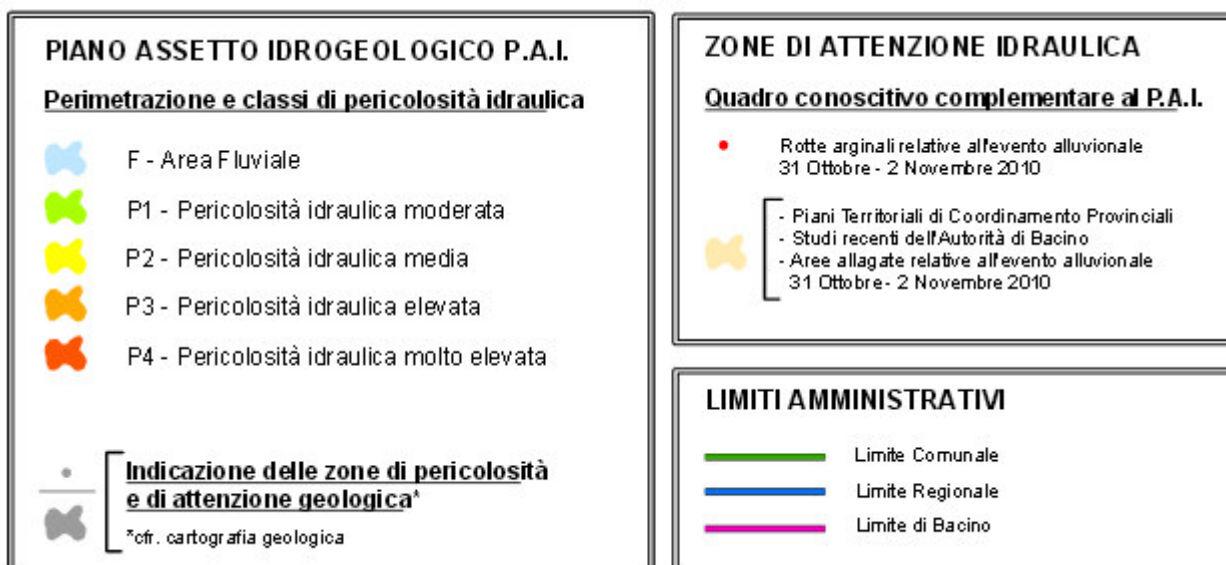 PIANO ASSETTO IDROGEOLOGICO P.A.I.
Perimetrazione e classi di pericolosità idraulica
F - Area Fluviale
P1 - Pericolosità idraulica moderata
P2 - Pericolosità idraulica media
P3 - Pericolosità idraulica elevata
P4 - Pericolosità idraulica molto elevata
Indicazione delle zone di pericolosità
e di attenzione geologica*
*cfr. cartografia geologica
ZONE DI ATTENZIONE IDRAULICA
Quadro conoscitivo complementare al P.A.I.
Rotte arginali relative all'evento alluvionale
31 Ottobre - 2 Novembre 2010
- Piani Territoriali di Coordinamento Provinciali
- Studi recenti dell'Autorità di Bacino
- Aree allagate relative all'evento alluvionale
31 Ottobre - 2 Novembre 2010
LIMITI AMMINISTRATIVI
Limite Comunale
Limite Regionale
Limite di Bacino